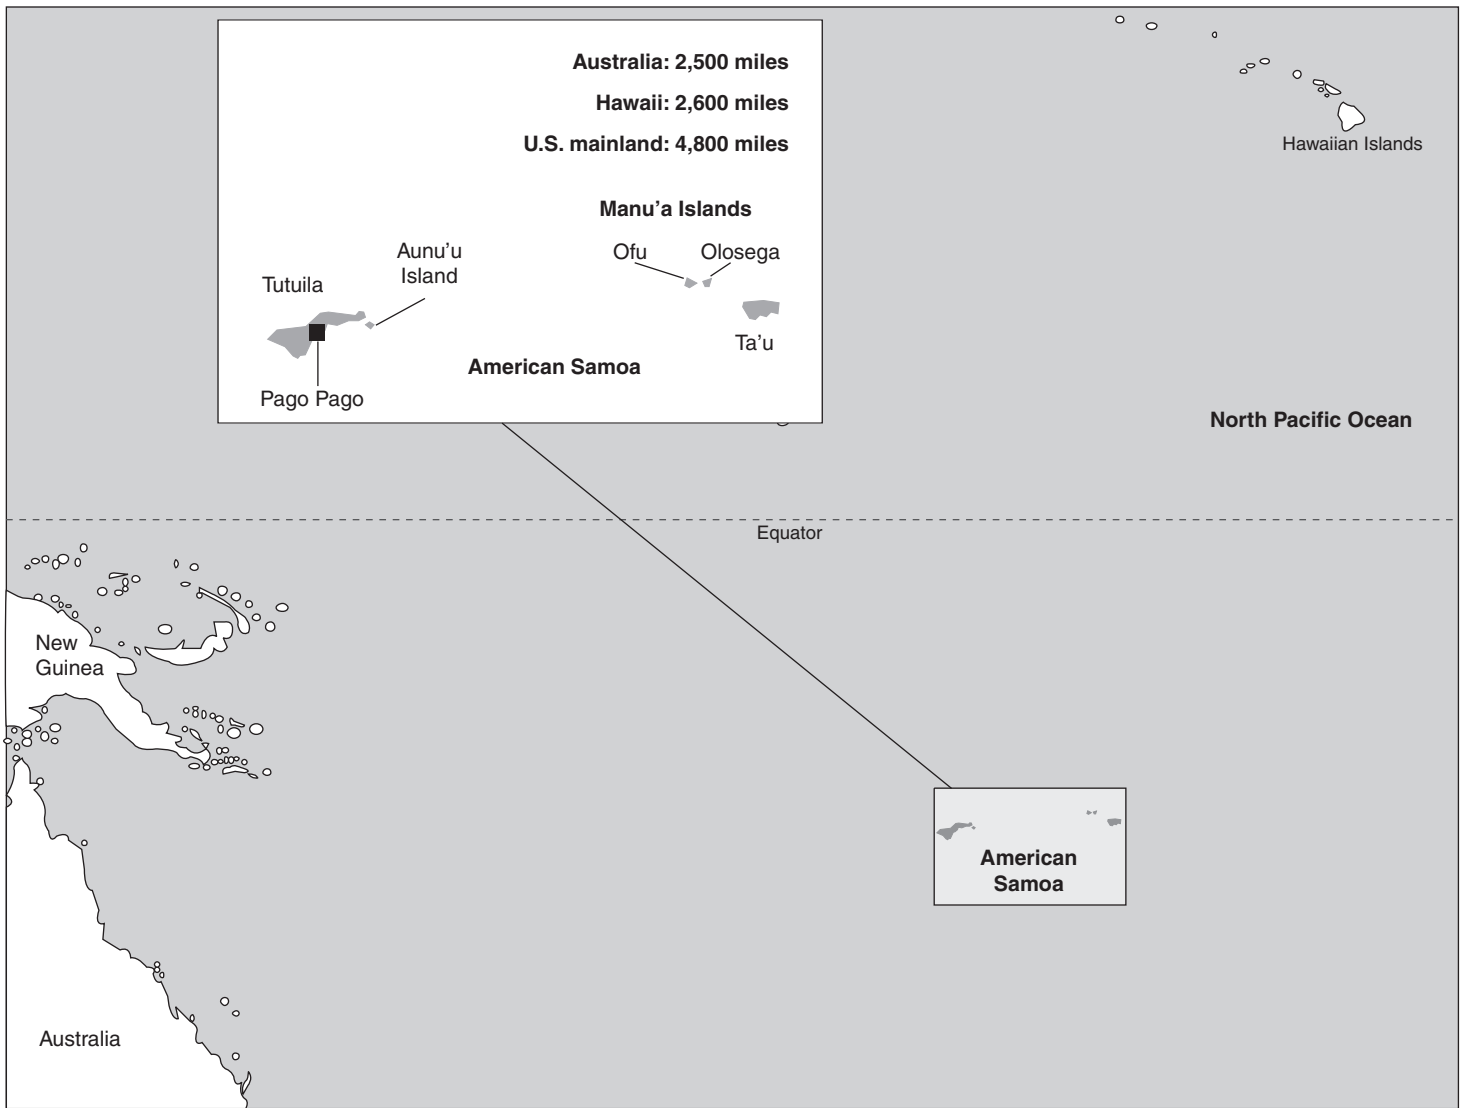 Australia: 2,500 miles
Hawaii: 2,600 miles
U.S. mainland: 4,800 miles
Hawaiian Islands
Manu’a Islands
Aunu’u
Island
Ofu
Olosega
Tutuila
Ta’u
American Samoa
Pago Pago
North Pacific Ocean
Equator
New
Guinea
American
Samoa
Australia